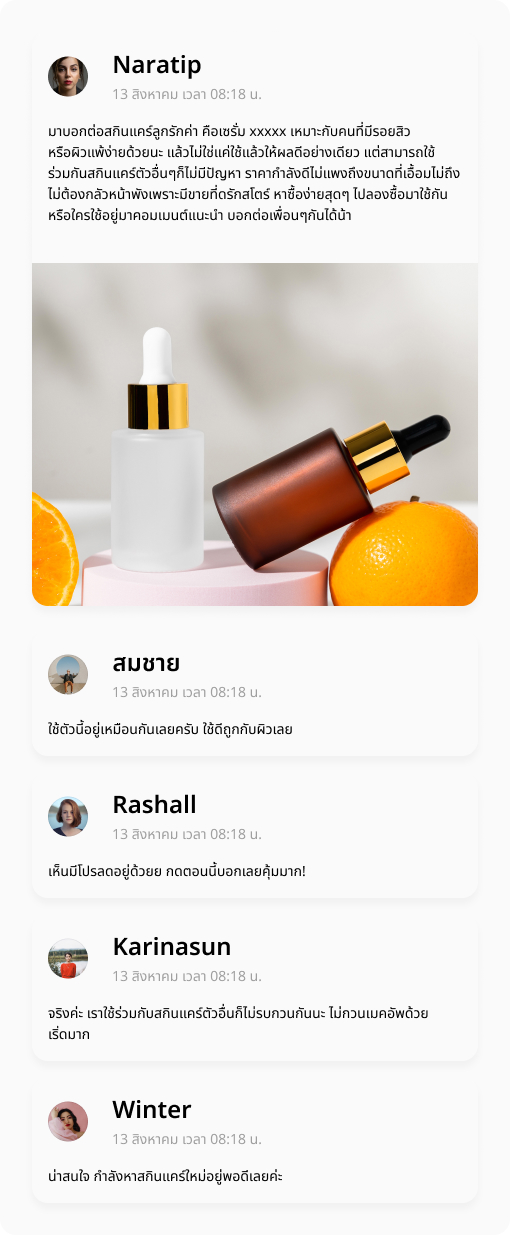 Naratip
13 สิงหาคม เวลา 08:18 น.
มาบอกต่อสกินแคร์ลูกรักค่า คือเซรั่ม xxxxx เหมาะกับคนที่มีรอยสิว
หรือผิวแพ้ง่ายด้วยนะ แล้วไม่ใช่แค่ใช้แล้วให้ผลดีอย่างเดียว แต่สามารถใช้
ร่วมกันสกินแคร์ตัวอื่นๆก็ไม่มีปัญหา ราคากำลังดีไม่แพงถึงขนาดที่เอื้อมไม่ถึง
ไม่ต้องกลัวหน้าพังเพราะมีขายที่ดรักสโตร์ หาซื้อง่ายสุดๆ ไปลองซื้อมาใช้กัน
หรือใครใช้อยู่มาคอมเมนต์แนะนำ บอกต่อเพื่อนๆกันได้น้า
สมชาย
13 สิงหาคม เวลา 08:18 น.
ใช้ตัวนี้อยู่เหมือนกันเลยครับ ใช้ดีถูกกับผิวเลย
Rashall
13 สิงหาคม เวลา 08:18 น.
เห็นมีโปรลดอยู่ด้วยย กดตอนนี้บอกเลยคุ้มมาก!
Karinasun
13 สิงหาคม เวลา 08:18 น.
จริงค่ะ เราใช้ร่วมกับสกินแคร์ตัวอื่นก็ไม่รบกวนกันนะ ไม่กวนเมคอัพด้วย
เริ่ดมาก
Winter
13 สิงหาคม เวลา 08:18 น.
น่าสนใจ กำลังหาสกินแคร์ใหม่อยู่พอดีเลยค่ะ